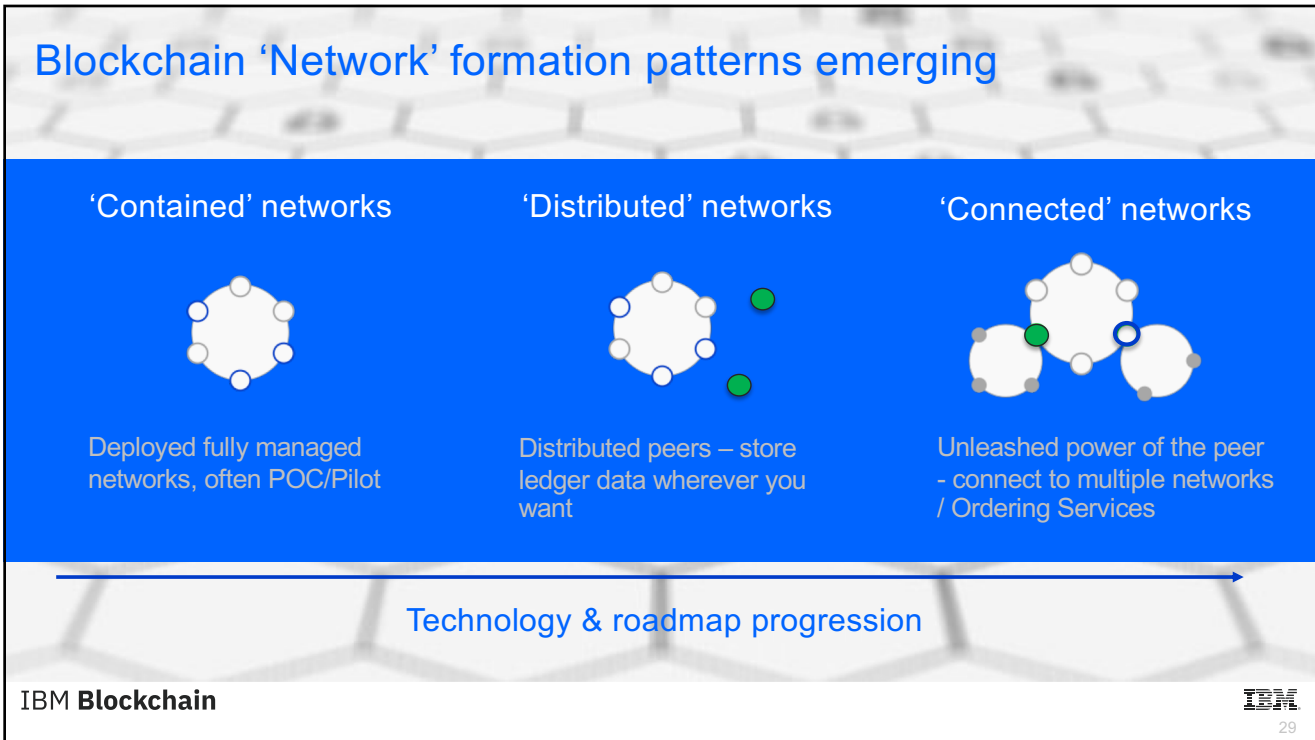 Blockchain ‘Network’ formation patterns emerging
‘Contained’ networks
Deployed fully managed
networks, often POC/Pilot
‘Distributed’ networks
Distributed peers – store
ledger data wherever you
want
‘Connected’ networks
Unleashed power of the peer
- connect to multiple networks
/ Ordering Services
Technology & roadmap progression
IBM Blockchain
IBM
29